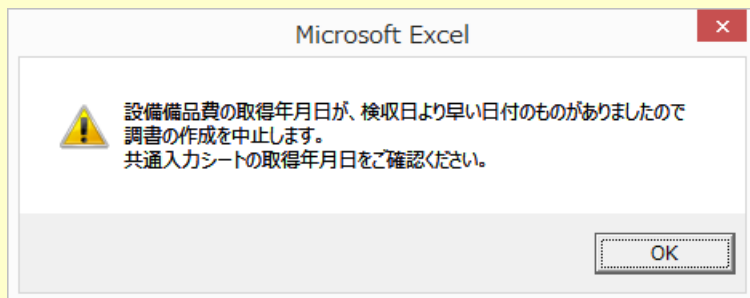 Microsoft Excel
設備備品費の取得年月日が、検収日より早い日付のものがありましたので
調書の作成を中止します。
共通入力シートの取得年月日をご確認ください。
OK